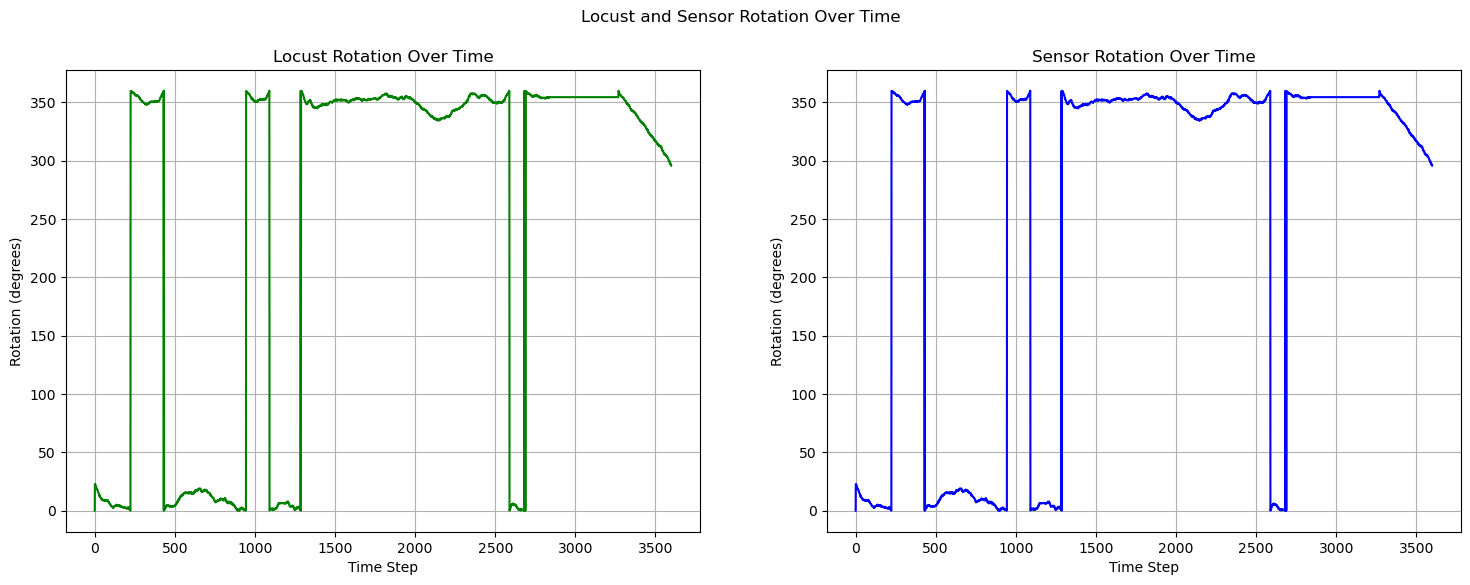 Locust and Sensor Rotation Over Time
Locust Rotation Over Time
Rotation (degrees)
350
300
250
200
150
100
50
0
0 500 1000 1500 2000 2500 3000 3500
Time Step
Sensor Rotation Over Time
Rotation (degrees)
350
300
250
200
150
100
50
0
0 500 1000 1500 2000 2500 3000 3500
Time Step